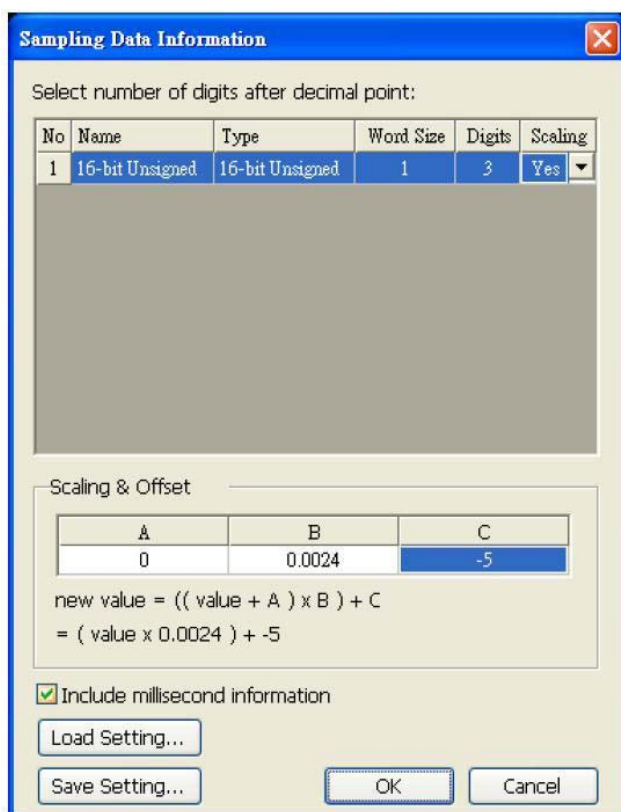 Sampling Data Information
Select number of digits after decimal point:
No Name Type Word Size Digits Scaling
1 16-bit Unsigned 16-bit Unsigned 1 3 Yes
Scaling & Offset
A B C
0 0.0024 -5
new value = (( value + A ) x B ) + C
= ( value x 0.0024 ) + -5
Include millisecond information
Load Setting...
Save Setting... OK Cancel